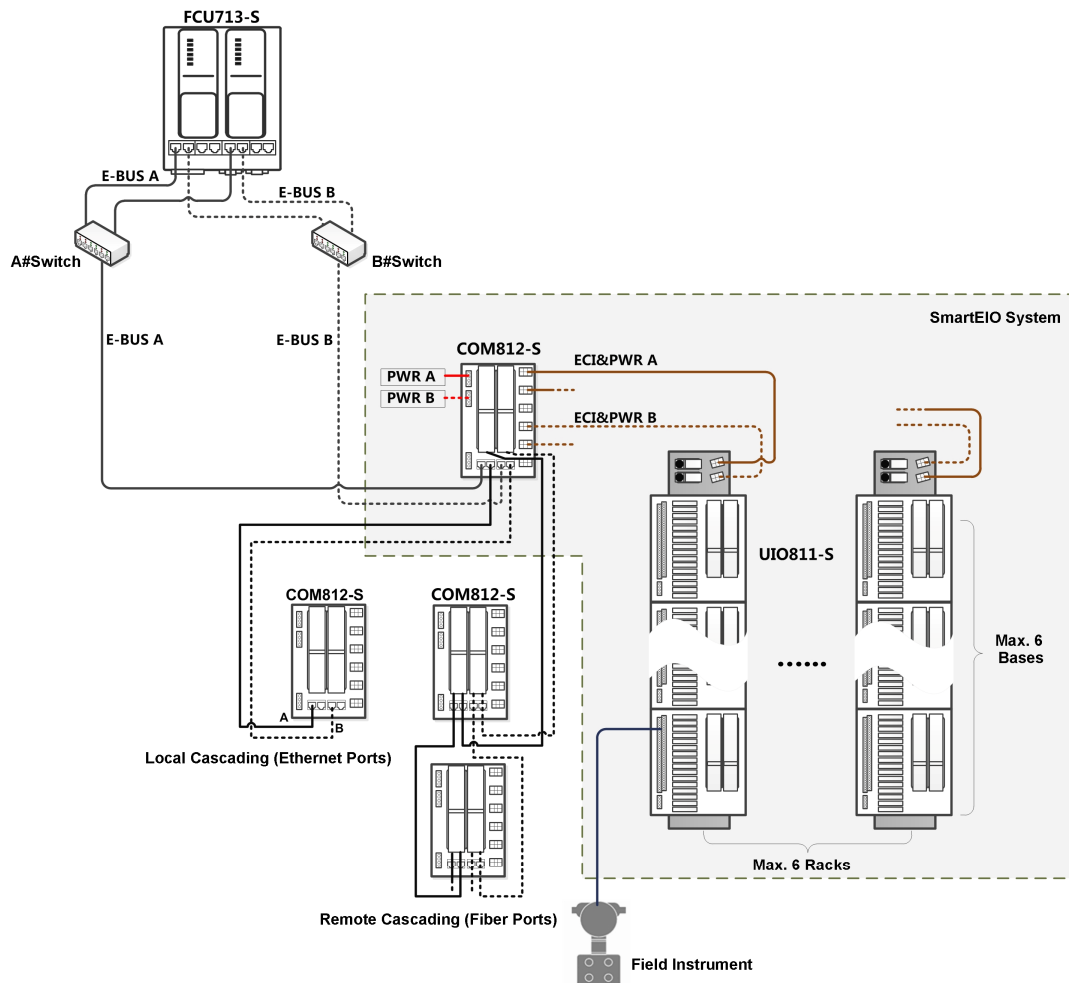 FCU713-S
E-BUS A
E-BUS B
A#Switch
B#Switch
SmartEIO System
E-BUS A
E-BUS B
COM812-S
ECI&PWR A
PWR A
PWR B
ECI&PWR B
UIO811-S
COM812-S
COM812-S
Max. 6
Bases
A
B
Local Cascading (Ethernet Ports)
Max. 6 Racks
Remote Cascading (Fiber Ports)
Field Instrument